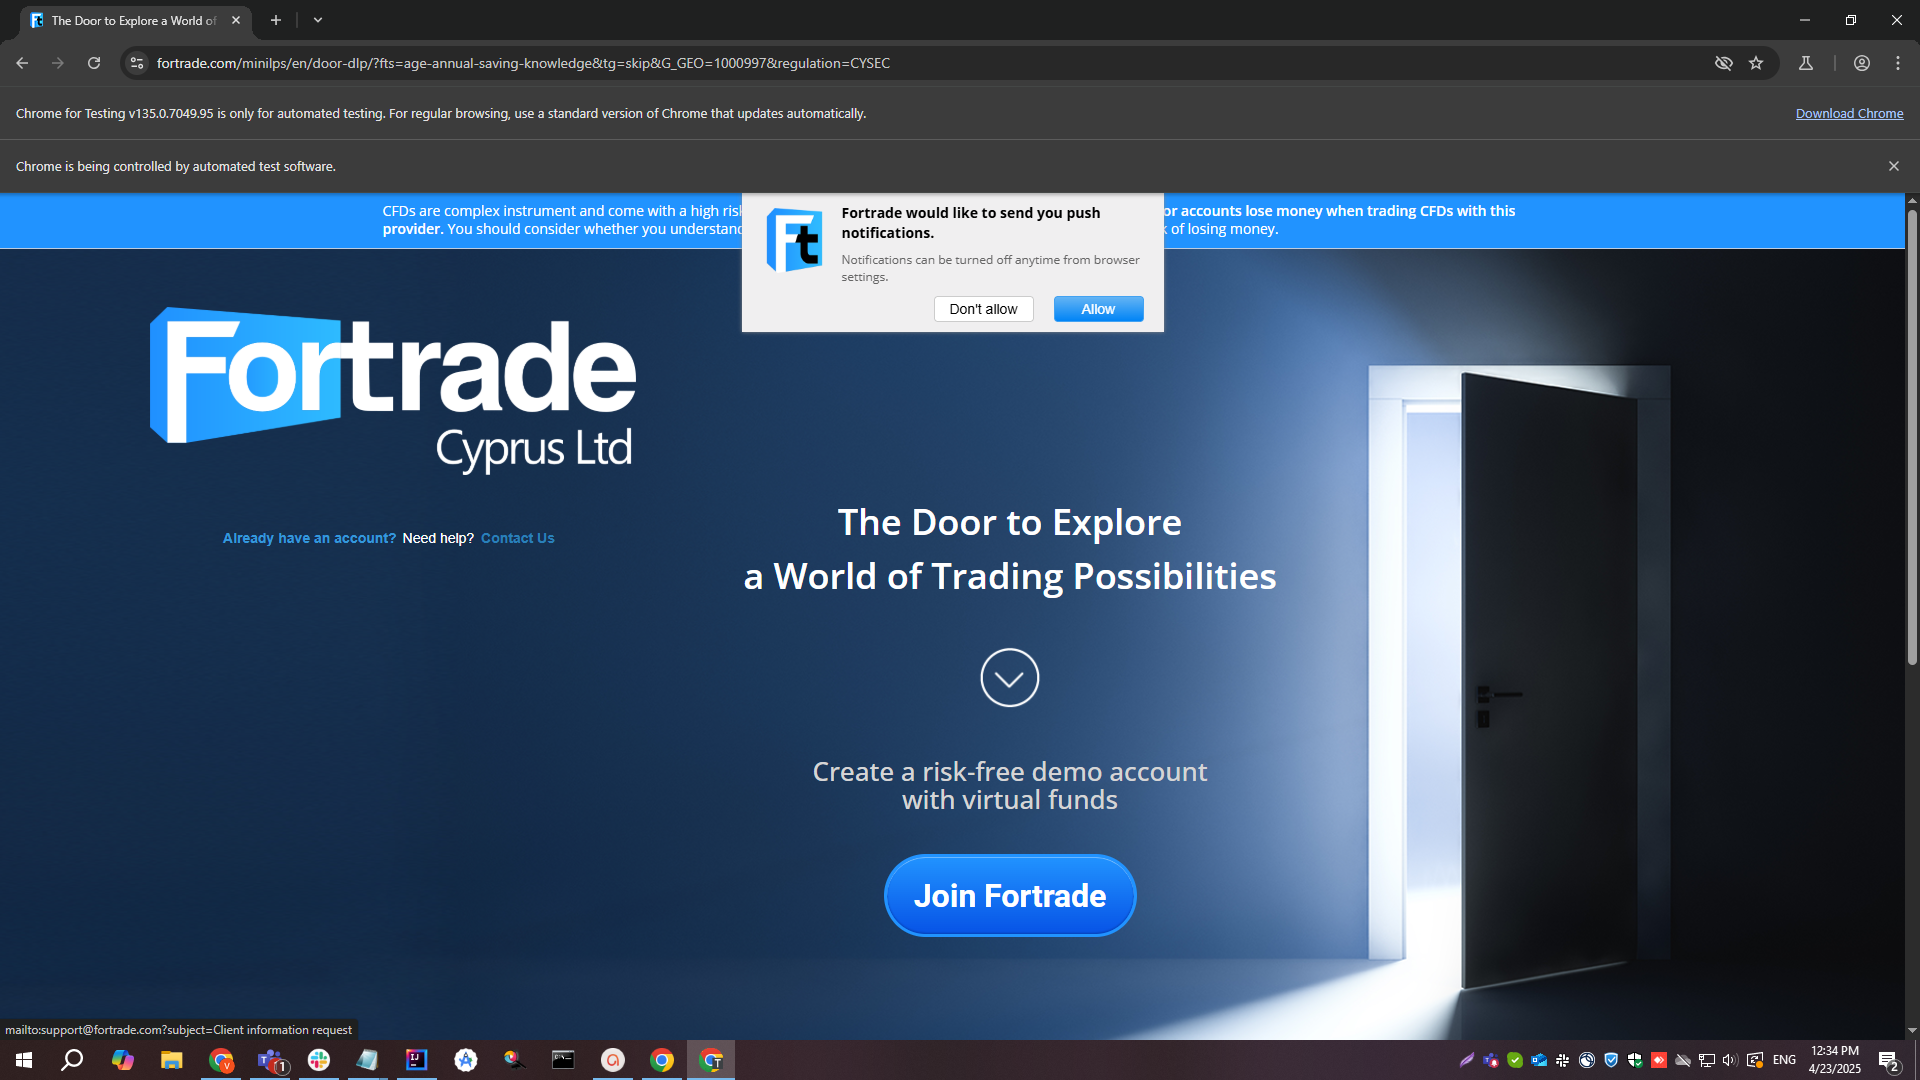 The Door to Explore a World of
fortrade.com/minilps/en/door-dlp/?fts=age-annual-saving-knowledge&tg=skip&G_GEO=1000997&regulation=CYSEC
Chrome for Testing v135.0.7049.95 is only for automated testing. For regular browsing, use a standard version of Chrome that updates automatically.
Download Chrome
Chrome is being controlled by automated test software.
CFDs are complex instrument and come with a high
or accounts lose money when trading CFDs with this
provider. You should consider whether you
of losing money.
Ft
Fortrade would like to send you push
notifications.
Notifications can be turned off anytime from browser
settings.
Don't allow
Allow
Fortrade
Cyprus Ltd
Already have an account? Need help? Contact Us
The Door to Explore
a World of Trading Possibilities
Create a risk-free demo account
with virtual funds
Join Fortrade
mailto:support@fortrade.com?subject=Client information request
ENG
12:34 PM
4/23/2025
2